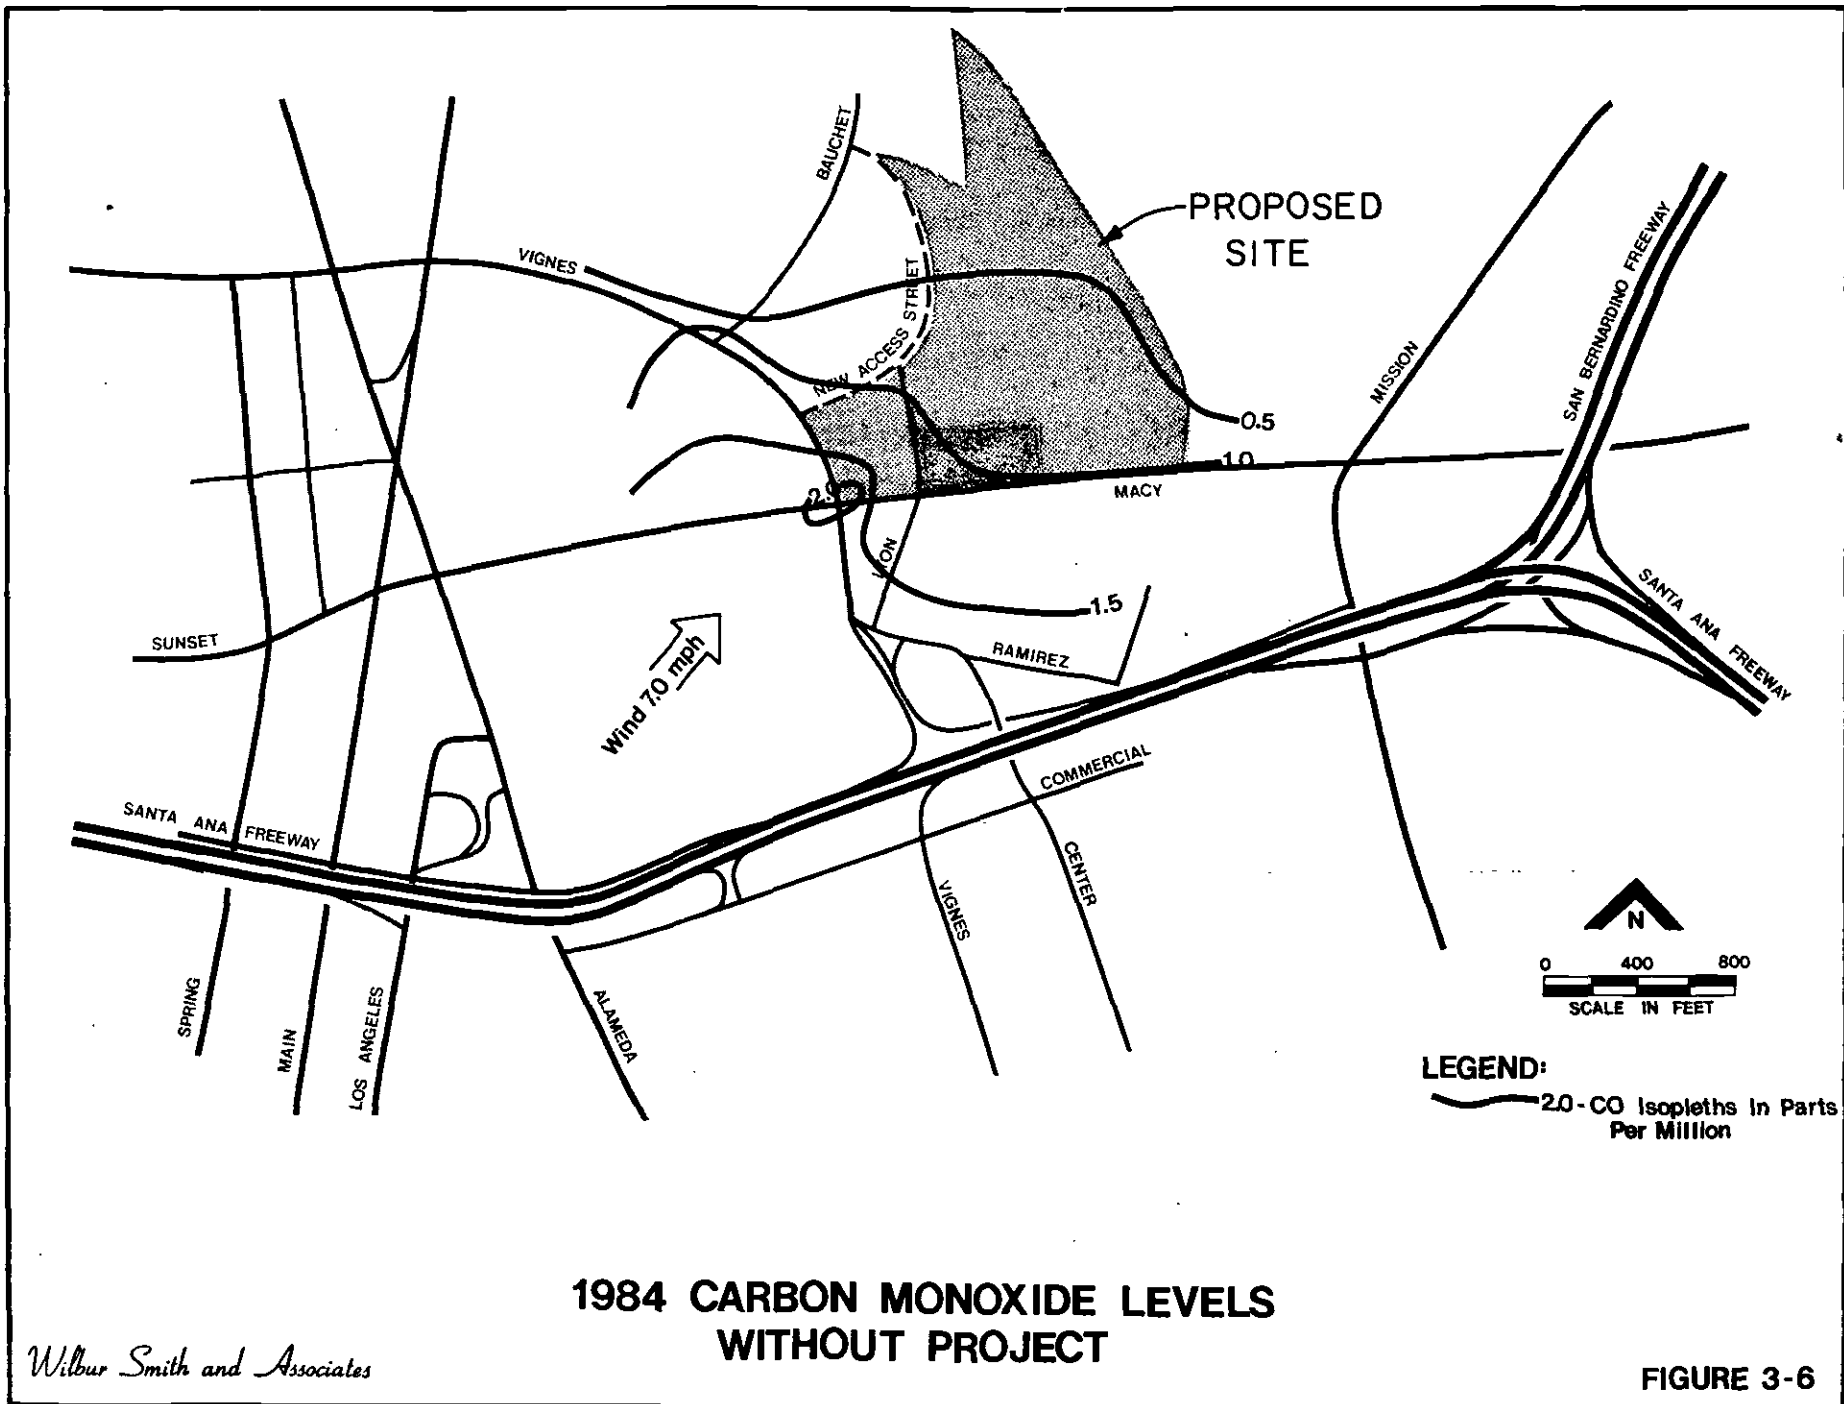 BAUCHET
PROPOSED
SITE
VIGNES
NEW ACCESS STREET
SAN BERNARDINO FREEWAY
MISSION
0.5
1.0
2.0
MACY
1.5
SUNSET
RAMIREZ
SANTA ANA FREEWAY
Wind 7.0 mph
COMMERCIAL
SANTA ANA FREEWAY
CENTER
VIGNES
N
0 400 800
SCALE IN FEET
SPRING
MAIN
LOS ANGELES
ALAMEDA
LEGEND:
2.0 - CO Isopleths In Parts
Per Million
1984 CARBON MONOXIDE LEVELS
WITHOUT PROJECT
Wilbur Smith and Associates
FIGURE 3-6